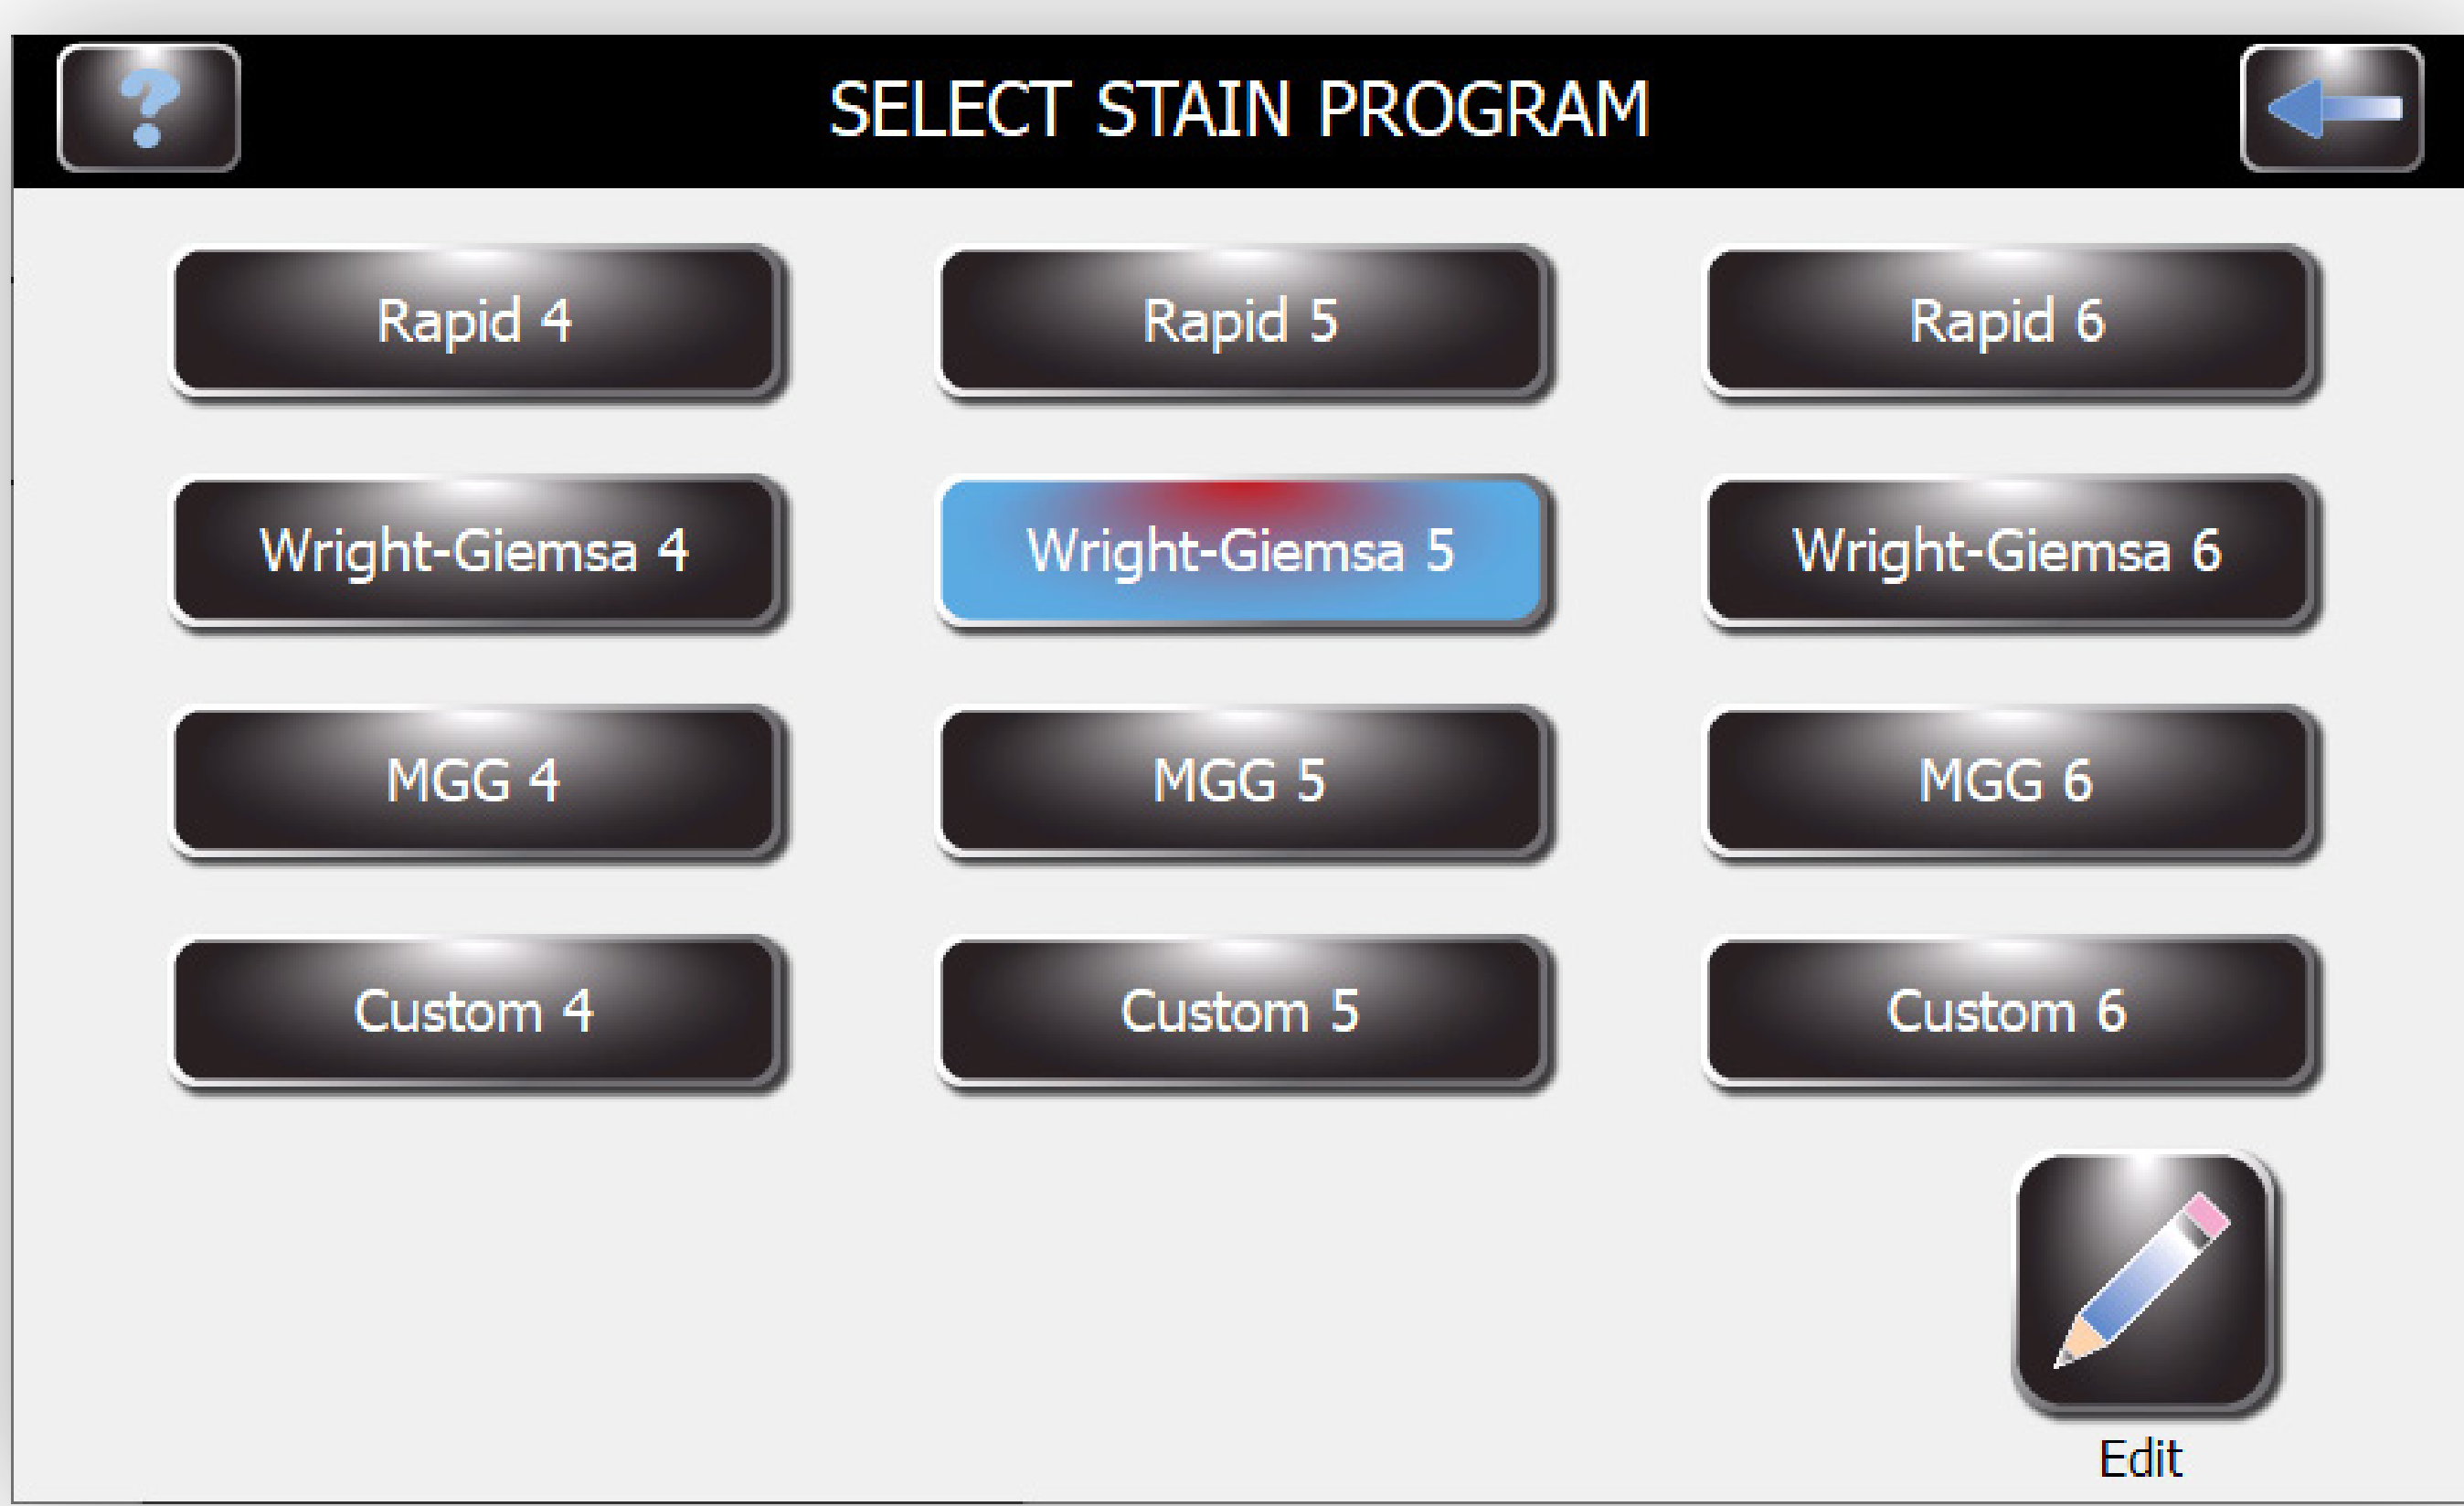 ?
SELECT STAIN PROGRAM
Rapid 4
Rapid 5
Rapid 6
Wright-Giemsa 4
Wright-Giemsa 5
Wright-Giemsa 6
MGG 4
MGG 5
MGG 6
Custom 4
Custom 5
Custom 6
Edit